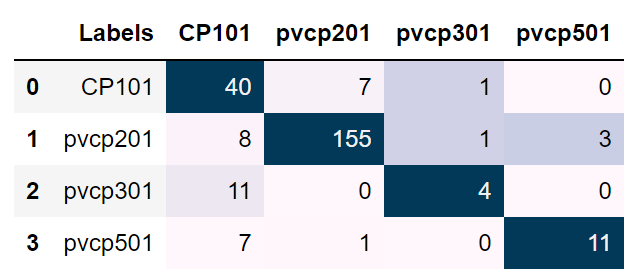 Labels CP101 pvcp201 pvcp301 pvcp501
0 CP101 40 7 1 0
1 pvcp201 8 155 1 3
2 pvcp301 11 0 4 0
3 pvcp501 7 1 0 11